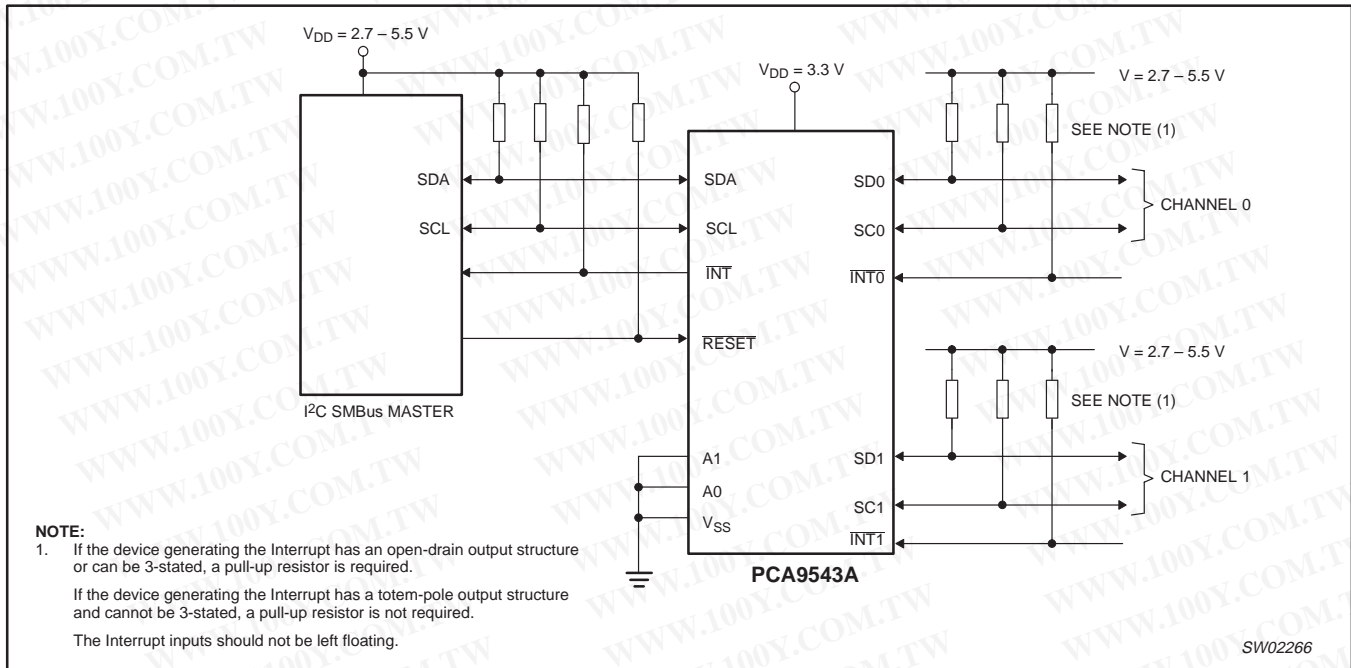 V_DD = 2.7 – 5.5 V
V_DD = 3.3 V
V = 2.7 – 5.5 V
SEE NOTE (1)
SDA
SDA
SD0
CHANNEL 0
SCL
SCL
SC0
INT
INT0
RESET
V = 2.7 – 5.5 V
I²C SMBus MASTER
SEE NOTE (1)
A1
SD1
CHANNEL 1
A0
SC1
V_SS
INT1
PCA9543A
NOTE:
1. If the device generating the Interrupt has an open-drain output structure
or can be 3-stated, a pull-up resistor is required.
If the device generating the Interrupt has a totem-pole output structure
and cannot be 3-stated, a pull-up resistor is not required.
The Interrupt inputs should not be left floating.
SW02266
WWW.100Y.COM.TW